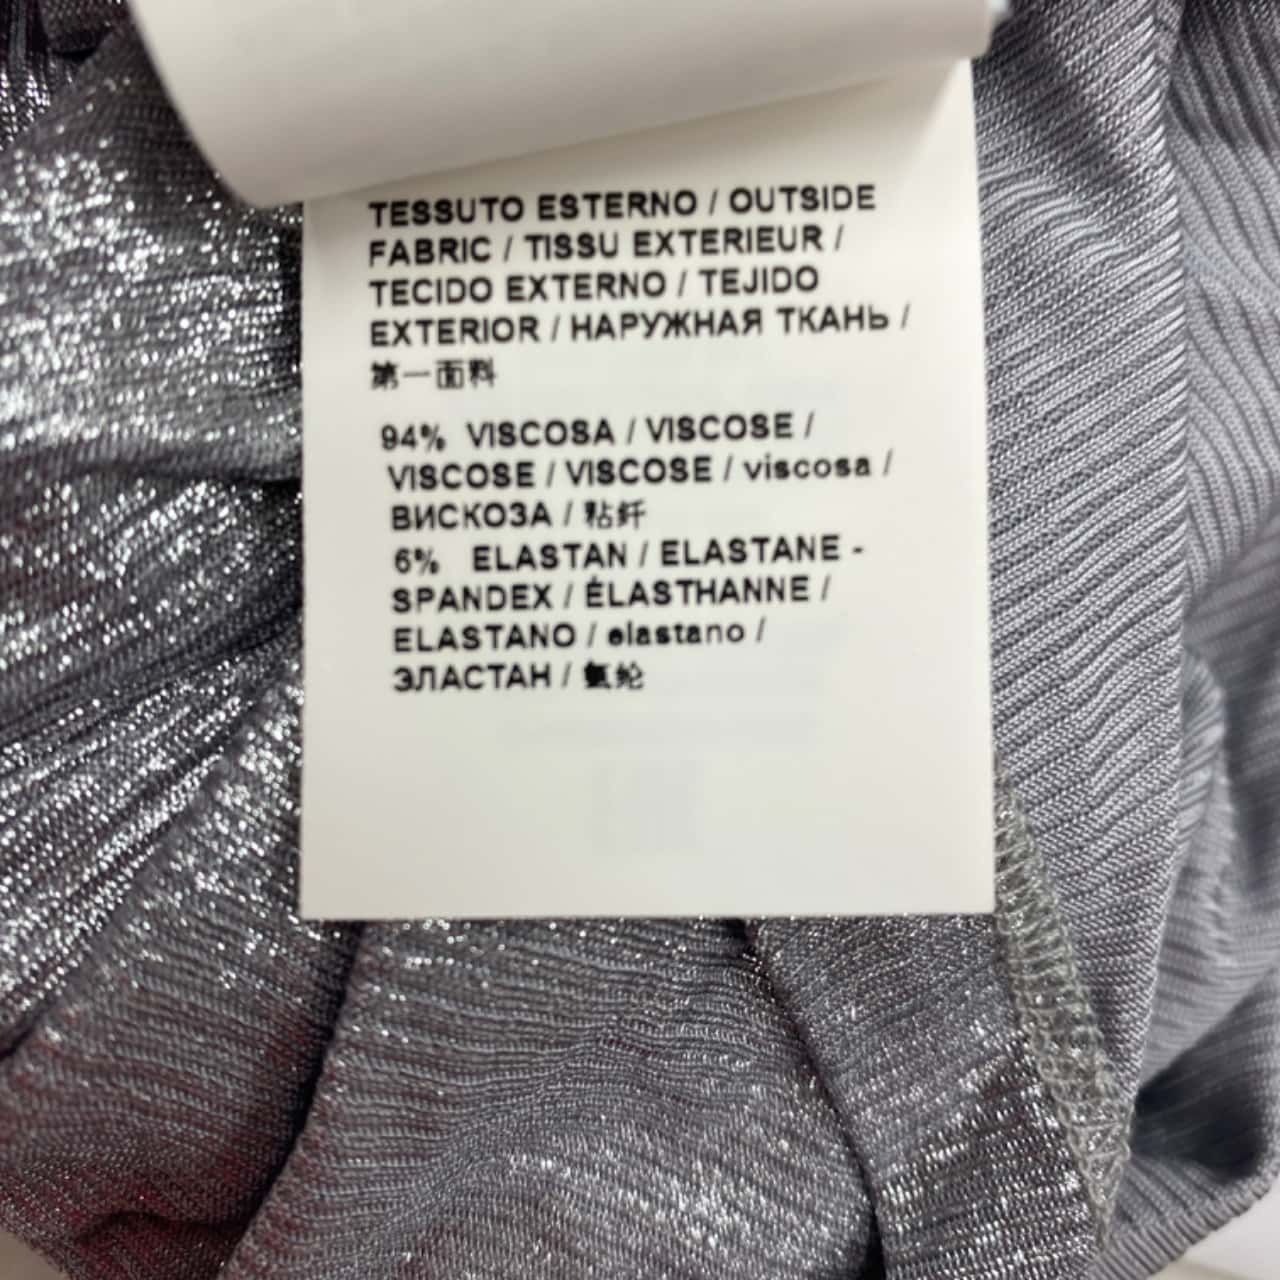 TESSUTO ESTERNO / OUTSIDE
FABRIC / TISSU EXTERIEUR /
TECIDO EXTERNO / TEJIDO
EXTERIOR / НАРУЖНАЯ ТКАНЬ /
第一面料
94% VISCOSA / VISCOSE /
VISCOSE / VISCOSE / viscosa /
ВИСКОЗА / 粘纤
6% ELASTAN / ELASTANE -
SPANDEX / ÉLASTHANNE /
ELASTANO / elastano /
ЭЛАСТАН / 氨纶